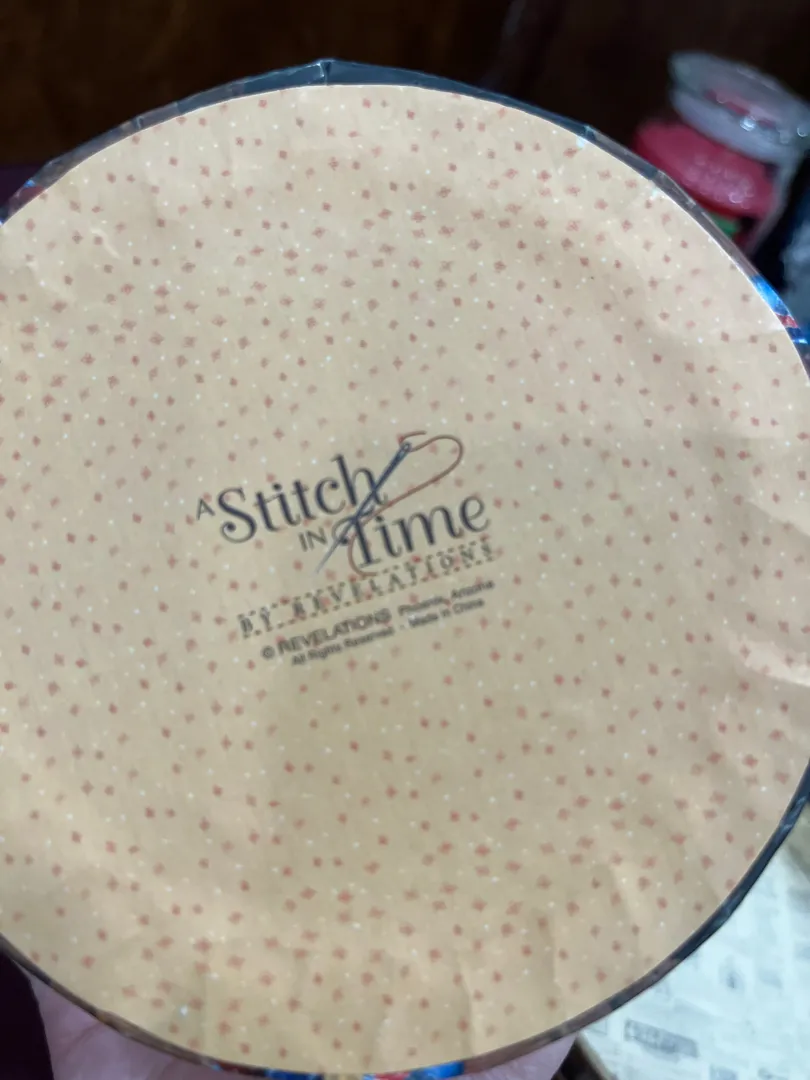 A Stitch
IN Time
BY REVELATIONS
© REVELATIONS Phoenix, Arizona
All Rights Reserved · Made in China